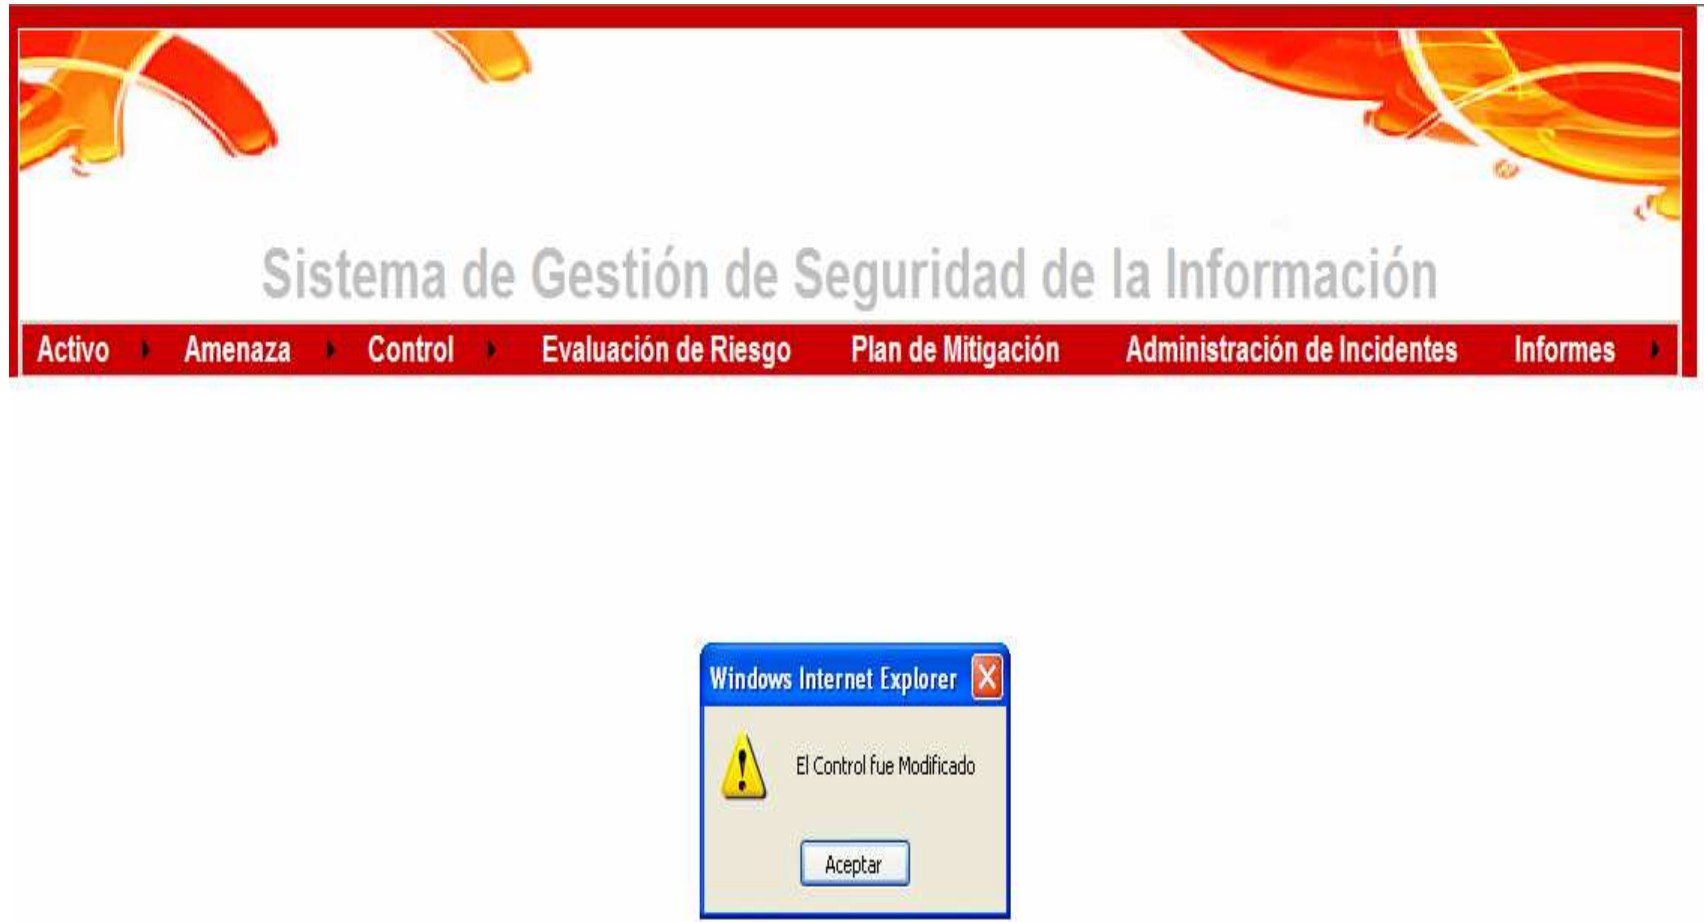 Sistema de Gestión de Seguridad de la Información
Activo Amenaza Control Evaluación de Riesgo Plan de Mitigación Administración de Incidentes Informes
Windows Internet Explorer
El Control fue Modificado
Aceptar